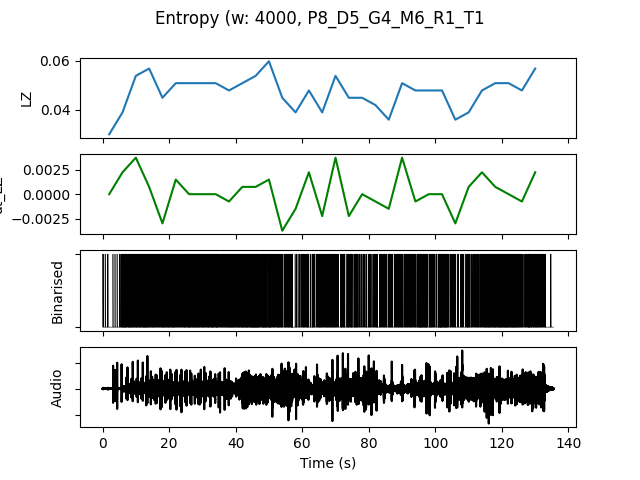 Entropy (w: 4000, P8_D5_G4_M6_R1_T1
0.06
0.04
LZ
0.0025
0.0000
−0.0025
Binarised
Audio
0 20 40 60 80 100 120 140
Time (s)